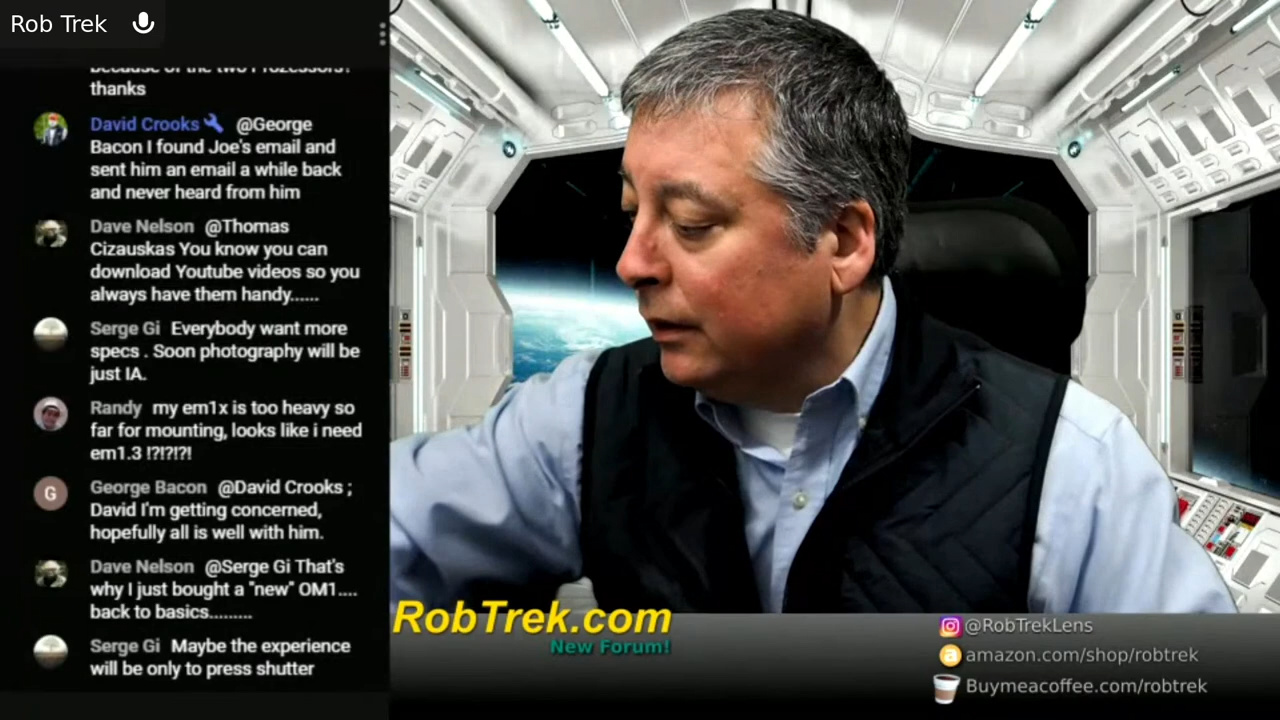 Rob Trek
because of the two Prozessors?
thanks
David Crooks @George
Bacon I found Joe's email and
sent him an email a while back
and never heard from him
Dave Nelson @Thomas
Cizauskas You know you can
download Youtube videos so you
always have them handy......
Serge Gi Everybody want more
specs . Soon photography will be
just IA.
Randy my em1x is too heavy so
far for mounting, looks like i need
em1.3 !?!?!?!
G
George Bacon @David Crooks ;
David I'm getting concerned,
hopefully all is well with him.
Dave Nelson @Serge Gi That's
why I just bought a "new" OM1....
back to basics.........
Serge Gi Maybe the experience
will be only to press shutter
RobTrek.com
New Forum!
@RobTrekLens
amazon.com/shop/robtrek
Buymeacoffee.com/robtrek